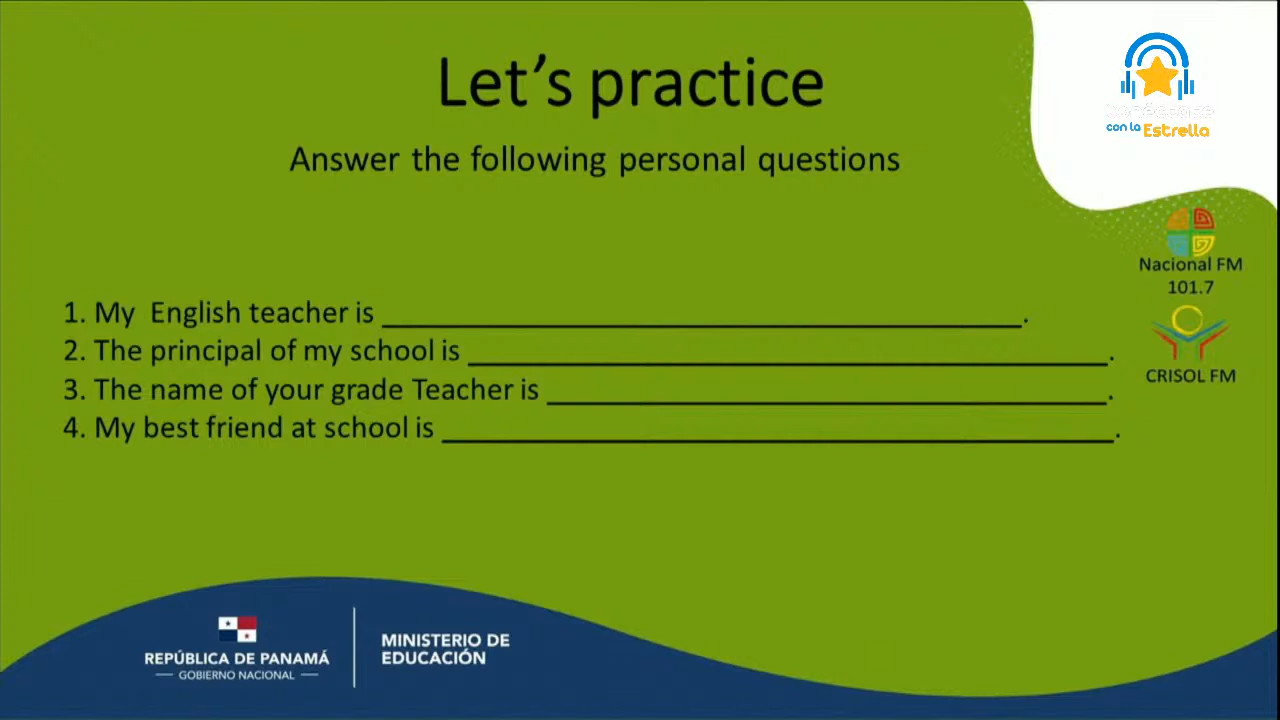 Let's practice
Answer the following personal questions
con la Estrella
Nacional FM
101.7
CRISOL FM
1. My English teacher is ________________________________________.
2. The principal of my school is ________________________________________.
3. The name of your grade Teacher is ___________________________________.
4. My best friend at school is __________________________________________.
REPÚBLICA DE PANAMÁ
GOBIERNO NACIONAL
MINISTERIO DE
EDUCACIÓN